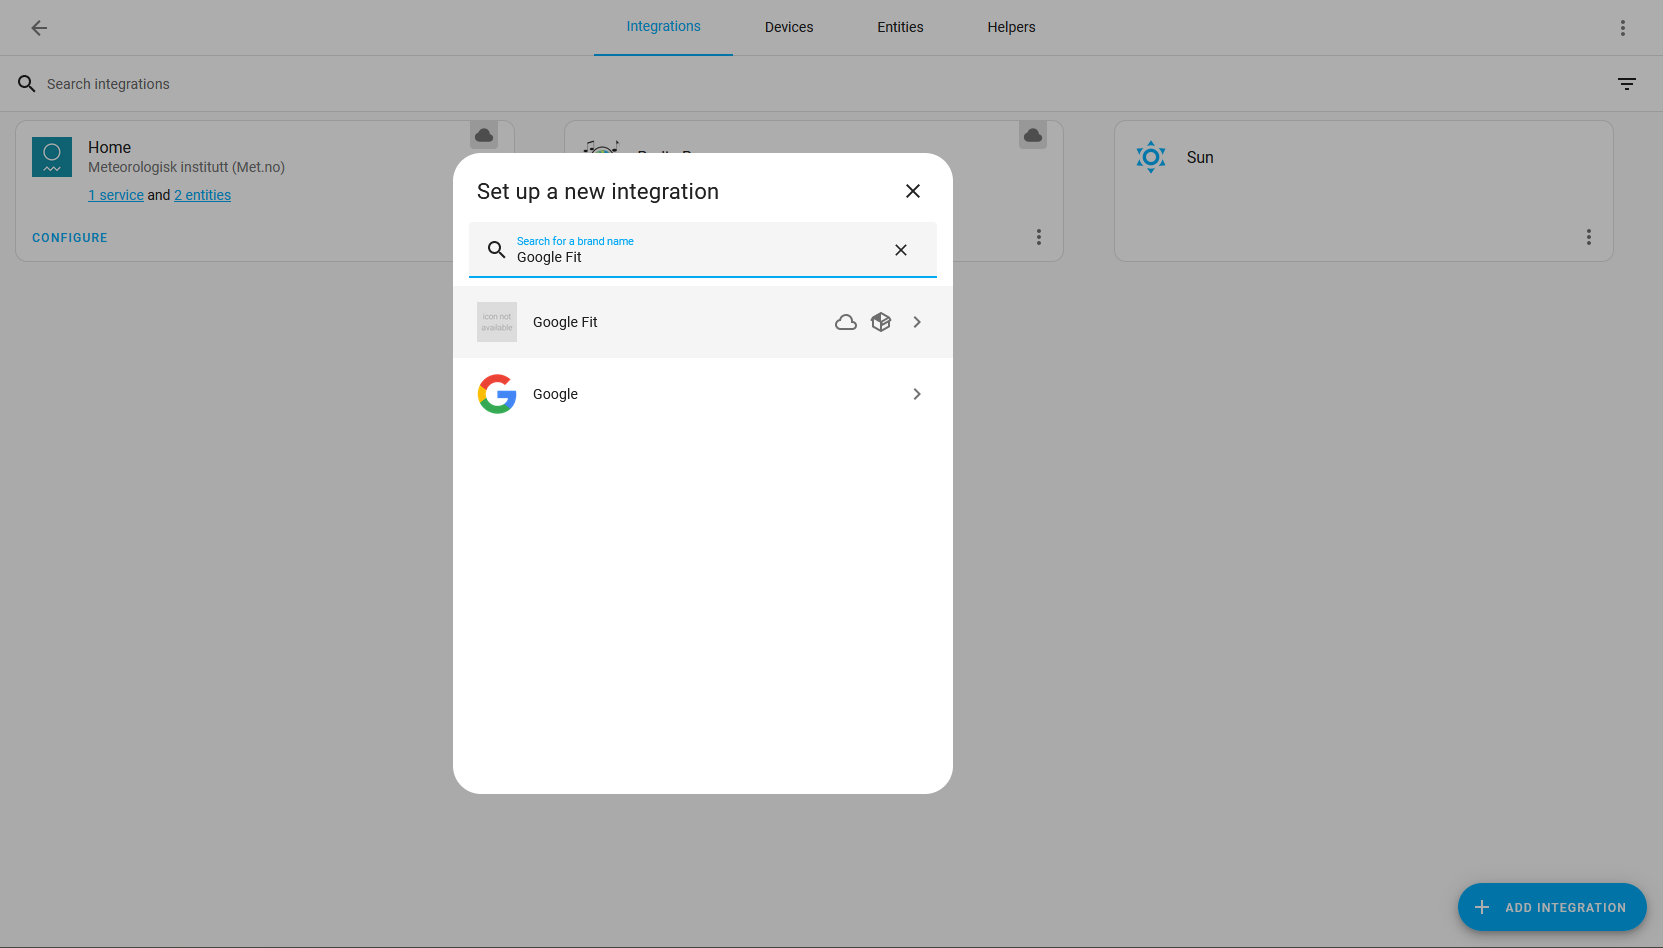 Integrations
Devices
Entities
Helpers
Search integrations
Home
Meteorologisk institutt (Met.no)
1 service and 2 entities
CONFIGURE
Sun
Set up a new integration
Search for a brand name
Google Fit
icon not
available
Google Fit
Google
ADD INTEGRATION